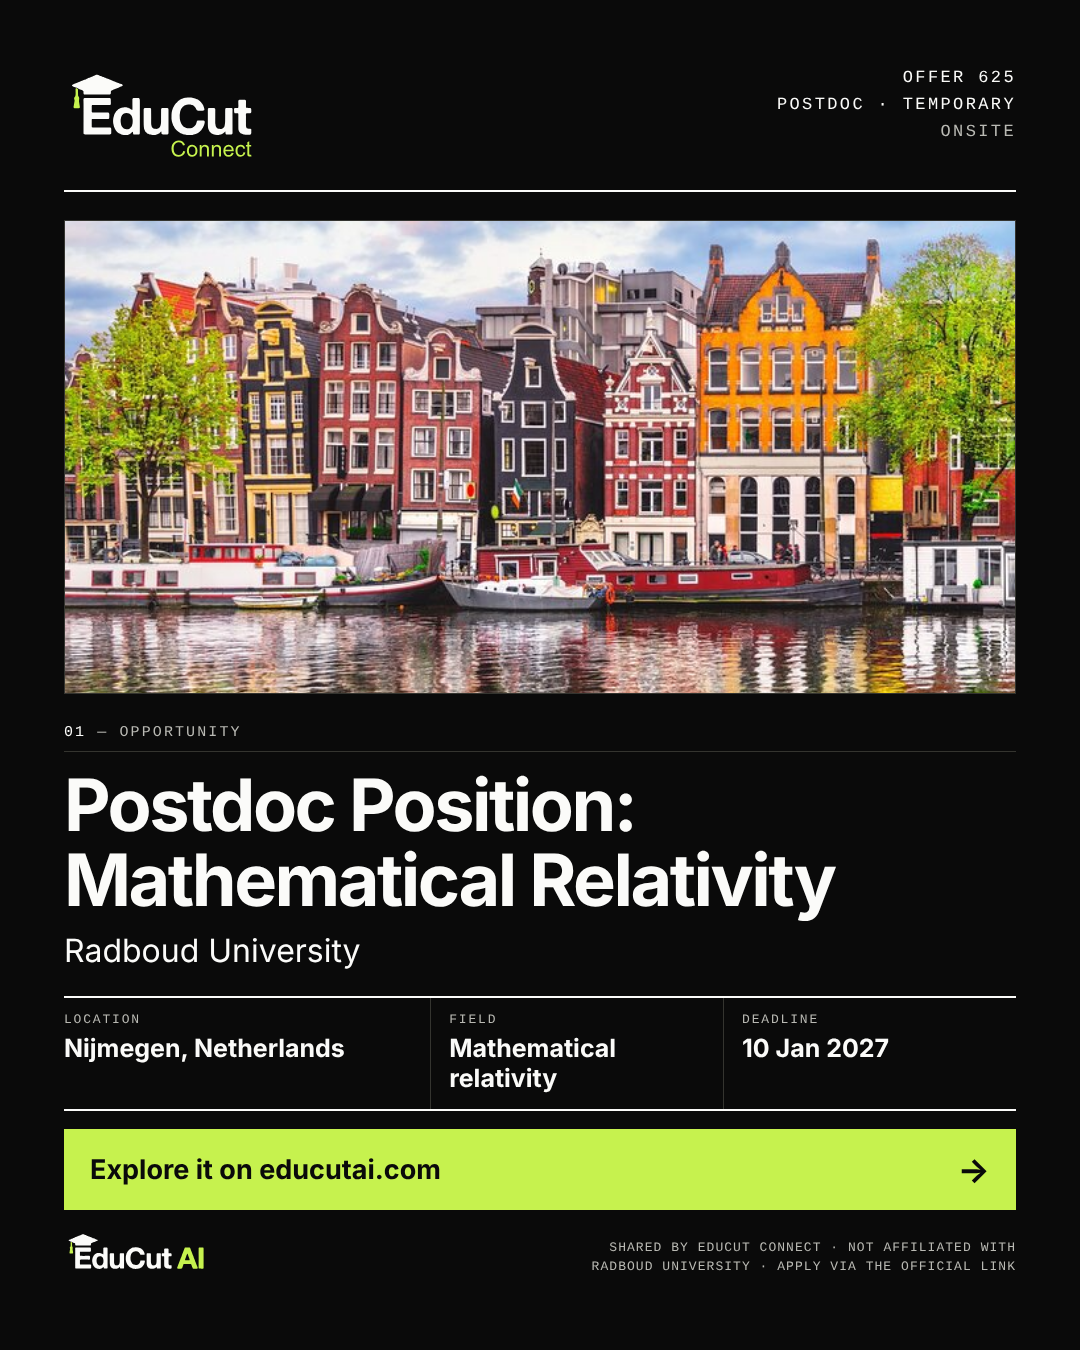 EduCut
Connect
OFFER 625
POSTDOC · TEMPORARY
ONSITE
01 — OPPORTUNITY
Postdoc Position:
Mathematical Relativity
Radboud University
LOCATION
Nijmegen, Netherlands
FIELD
Mathematical
relativity
DEADLINE
10 Jan 2027
Explore it on educutai.com →
EduCut AI
SHARED BY EDUCUT CONNECT · NOT AFFILIATED WITH
RADBOUD UNIVERSITY · APPLY VIA THE OFFICIAL LINK